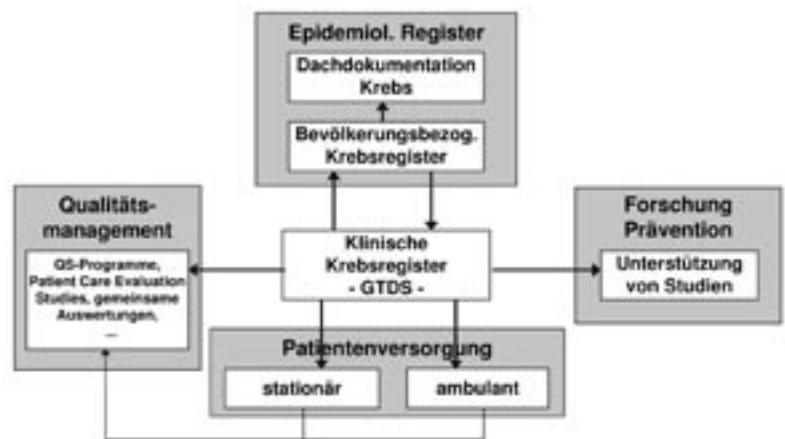 Epidemiol. Register
Dachdokumentation
Krebs
Bevölkerungsbezog.
Krebsregister
Qualitäts-
management
QS-Programme,
Patient Care Evaluation
Studies, gemeinsame
Auswertungen,
...
Klinische
Krebsregister
- GTDS -
Forschung
Prävention
Unterstützung
von Studien
Patientenversorgung
stationär
ambulant